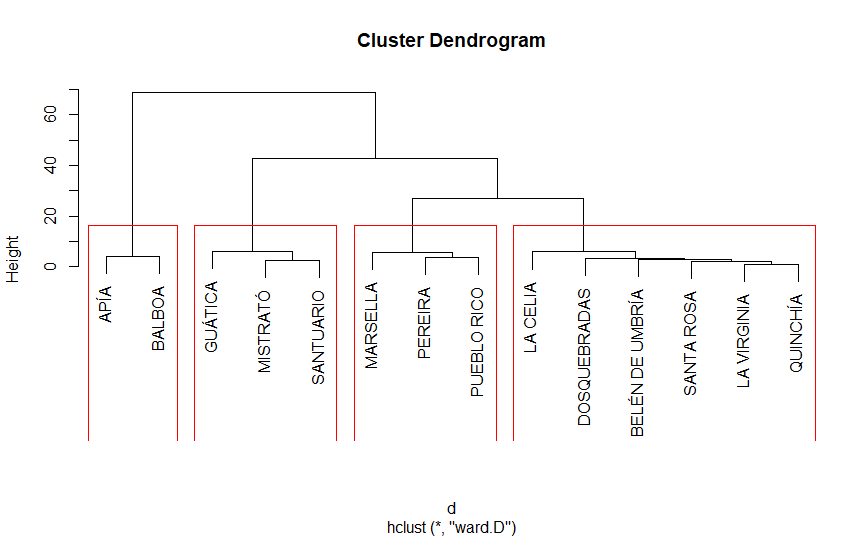 Cluster Dendrogram
Height
0
20
40
60
APÍA
BALBOA
GUÁTICA
MISTRATÓ
SANTUARIO
MARSELLA
PEREIRA
PUEBLO RICO
LA CELIA
DOSQUEBRADAS
BELÉN DE UMBRÍA
SANTA ROSA
LA VIRGINIA
QUINCHÍA
d
hclust (*, "ward.D")